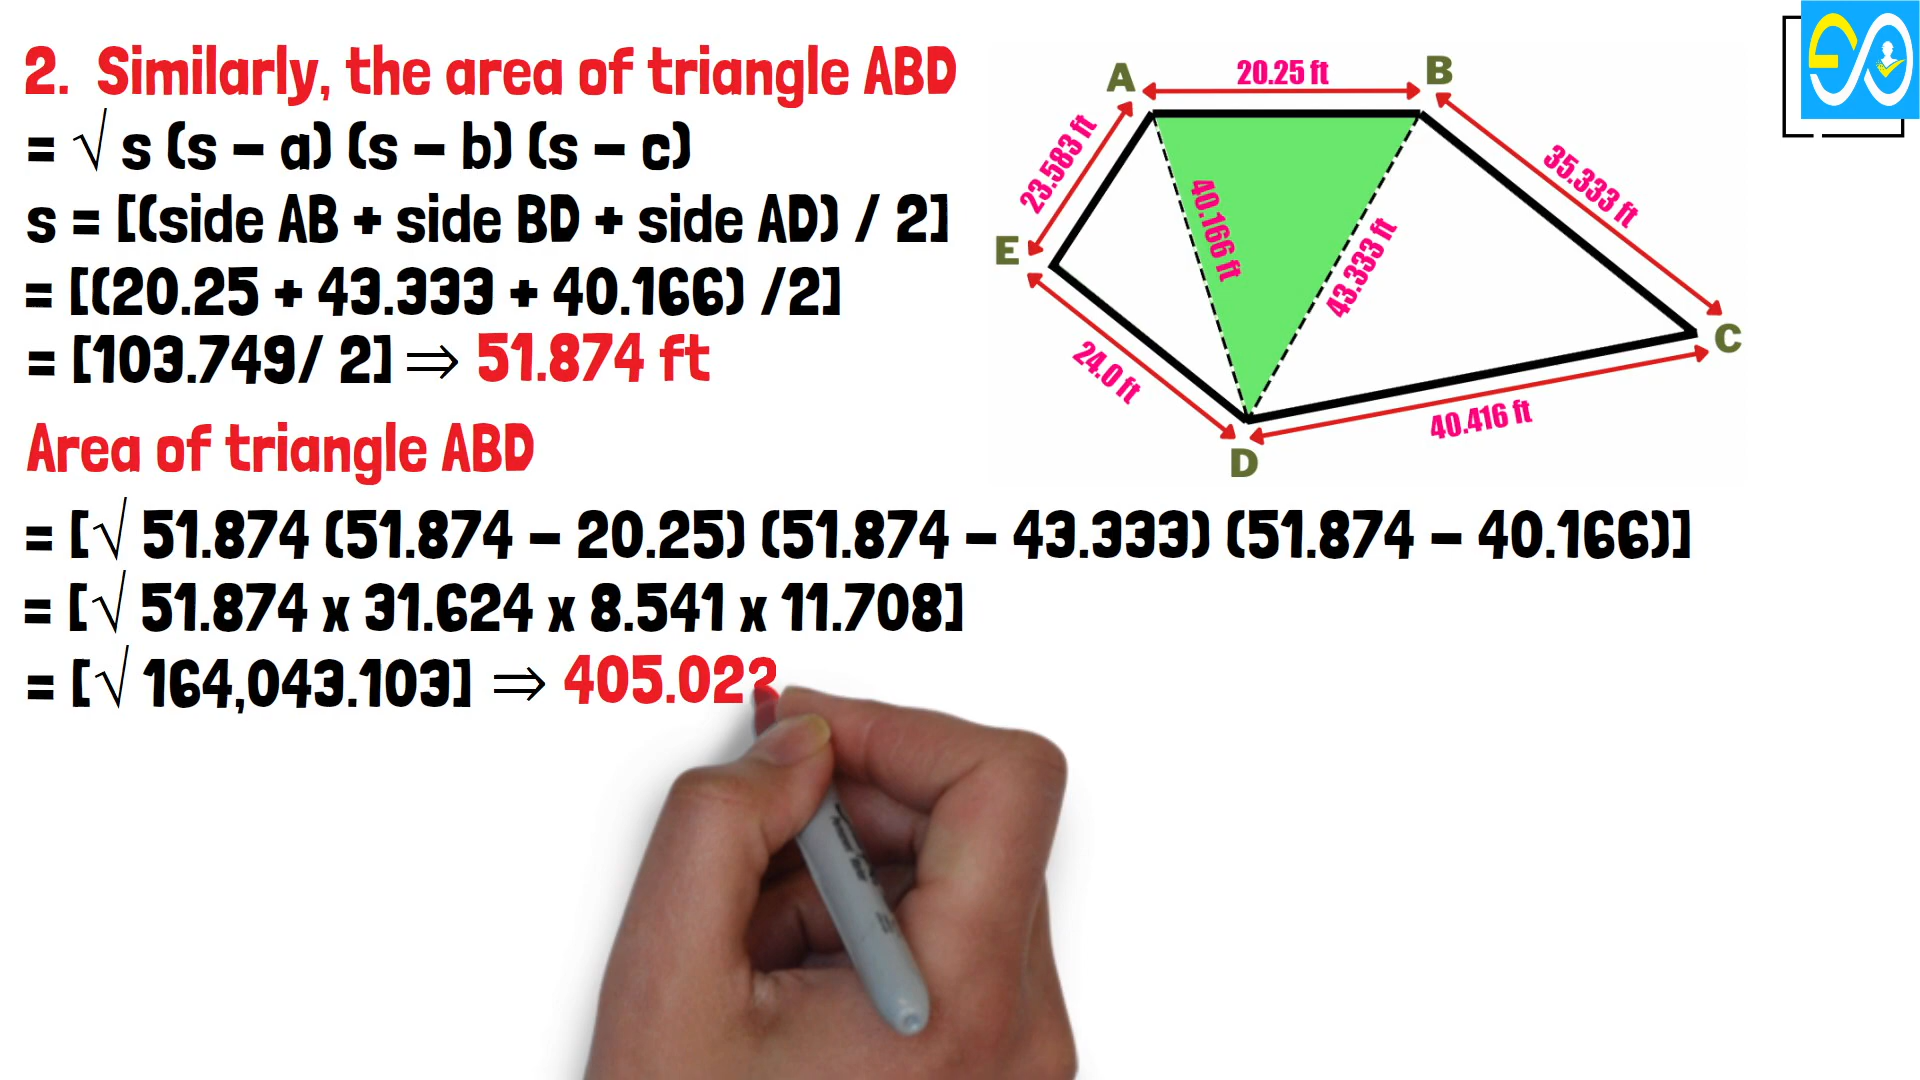 2. Similarly, the area of triangle ABD
= √ s (s – a) (s – b) (s – c)
s = [(side AB + side BD + side AD) / 2]
= [(20.25 + 43.333 + 40.166) /2]
= [103.749/ 2] ⇒ 51.874 ft
Area of triangle ABD
= [√ 51.874 (51.874 – 20.25) (51.874 – 43.333) (51.874 – 40.166)]
= [√ 51.874 x 31.624 x 8.541 x 11.708]
= [√ 164,043.103] ⇒
A
20.25 ft
B
23.583 ft
40.166 ft
43.333 ft
35.333 ft
E
C
24.0 ft
40.416 ft
D